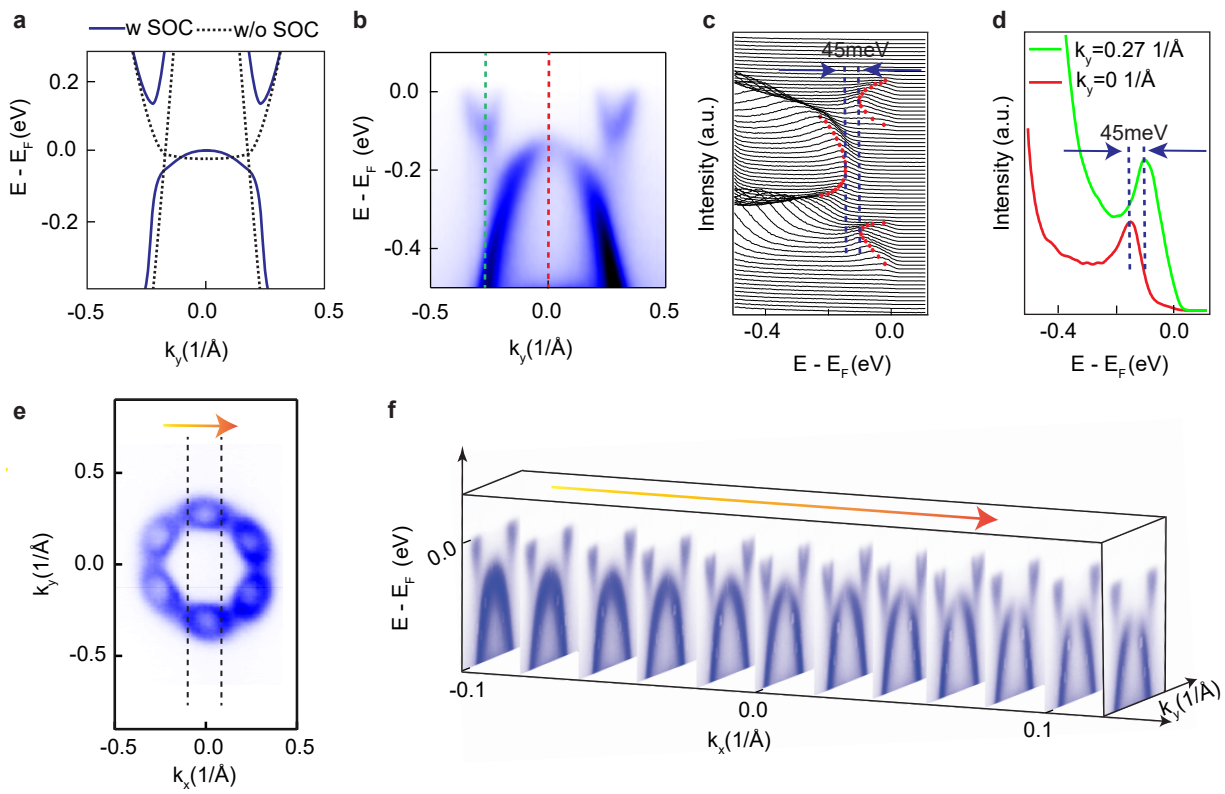 a
w SOC
w/o SOC
0.2
0.0
-0.2
E - E_F (eV)
-0.5
0.0
0.5
k_y(1/Å)
b
0.0
-0.2
-0.4
E - E_F (eV)
-0.5
0.0
0.5
k_y(1/Å)
c
45meV
Intensity (a.u.)
-0.4
0.0
E - E_F(eV)
d
k_y=0.27 1/Å
k_y=0 1/Å
45meV
Intensity (a.u.)
-0.4
0.0
E - E_F(eV)
e
0.5
0.0
-0.5
k_y(1/Å)
-0.5
0.0
0.5
k_x(1/Å)
f
0.0
E - E_F (eV)
-0.1
0.0
0.1
k_x(1/Å)
k_y(1/Å)